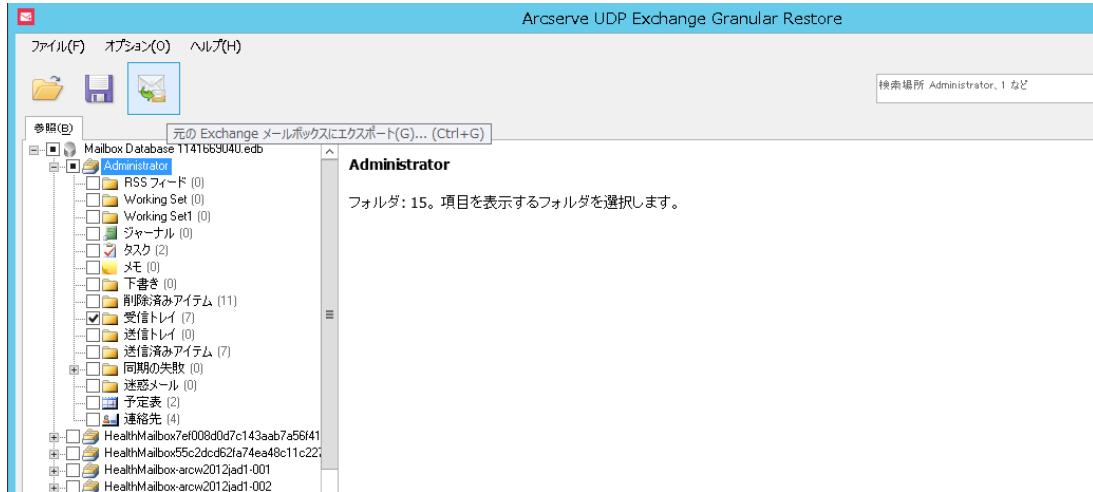 Arcserve UDP Exchange Granular Restore
ファイル(F) オプション(O) ヘルプ(H)
検索場所 Administrator、1 など
参照(B)
元の Exchange メールボックスにエクスポート(G)... (Ctrl+G)
Mailbox Database 1141669040.edb
Administrator
RSS フィード (0)
Working Set (0)
Working Set1 (0)
ジャーナル (0)
タスク (2)
メモ (0)
下書き (0)
削除済みアイテム (11)
受信トレイ (7)
送信トレイ (0)
送信済みアイテム (7)
同期の失敗 (0)
迷惑メール (0)
予定表 (2)
連絡先 (4)
HealthMailbox7ef008d0d7c143aab7a56f41
HealthMailbox55c2dcd62fa74ea48c11c227
HealthMailbox-arcw2012jad1-001
HealthMailbox-arcw2012jad1-002
Administrator
フォルダ: 15。項目を表示するフォルダを選択します。